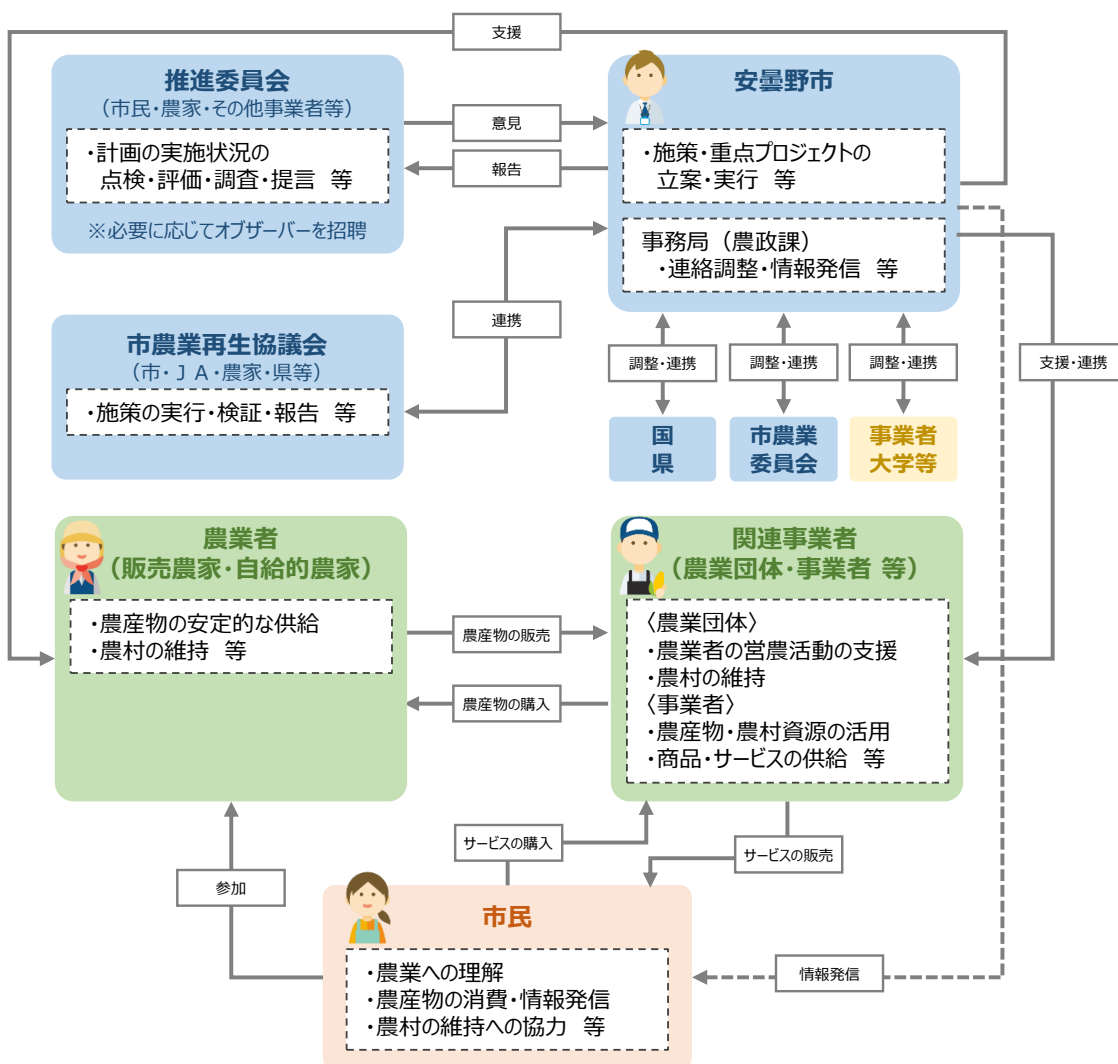 支援
推進委員会
（市民・農家・その他事業者等）
・計画の実施状況の
点検・評価・調査・提言 等
※必要に応じてオブザーバーを招聘
意見
報告
安曇野市
・施策・重点プロジェクトの
立案・実行 等
事務局（農政課）
・連絡調整・情報発信 等
連携
市農業再生協議会
（市・ＪＡ・農家・県等）
・施策の実行・検証・報告 等
調整・連携
調整・連携
調整・連携
支援・連携
国
県
市農業
委員会
事業者
大学等
農業者
（販売農家・自給的農家）
・農産物の安定的な供給
・農村の維持 等
農産物の販売
農産物の購入
関連事業者
（農業団体・事業者 等）
〈農業団体〉
・農業者の営農活動の支援
・農村の維持
〈事業者〉
・農産物・農村資源の活用
・商品・サービスの供給 等
サービスの購入
サービスの販売
参加
市民
・農業への理解
・農産物の消費・情報発信
・農村の維持への協力 等
情報発信